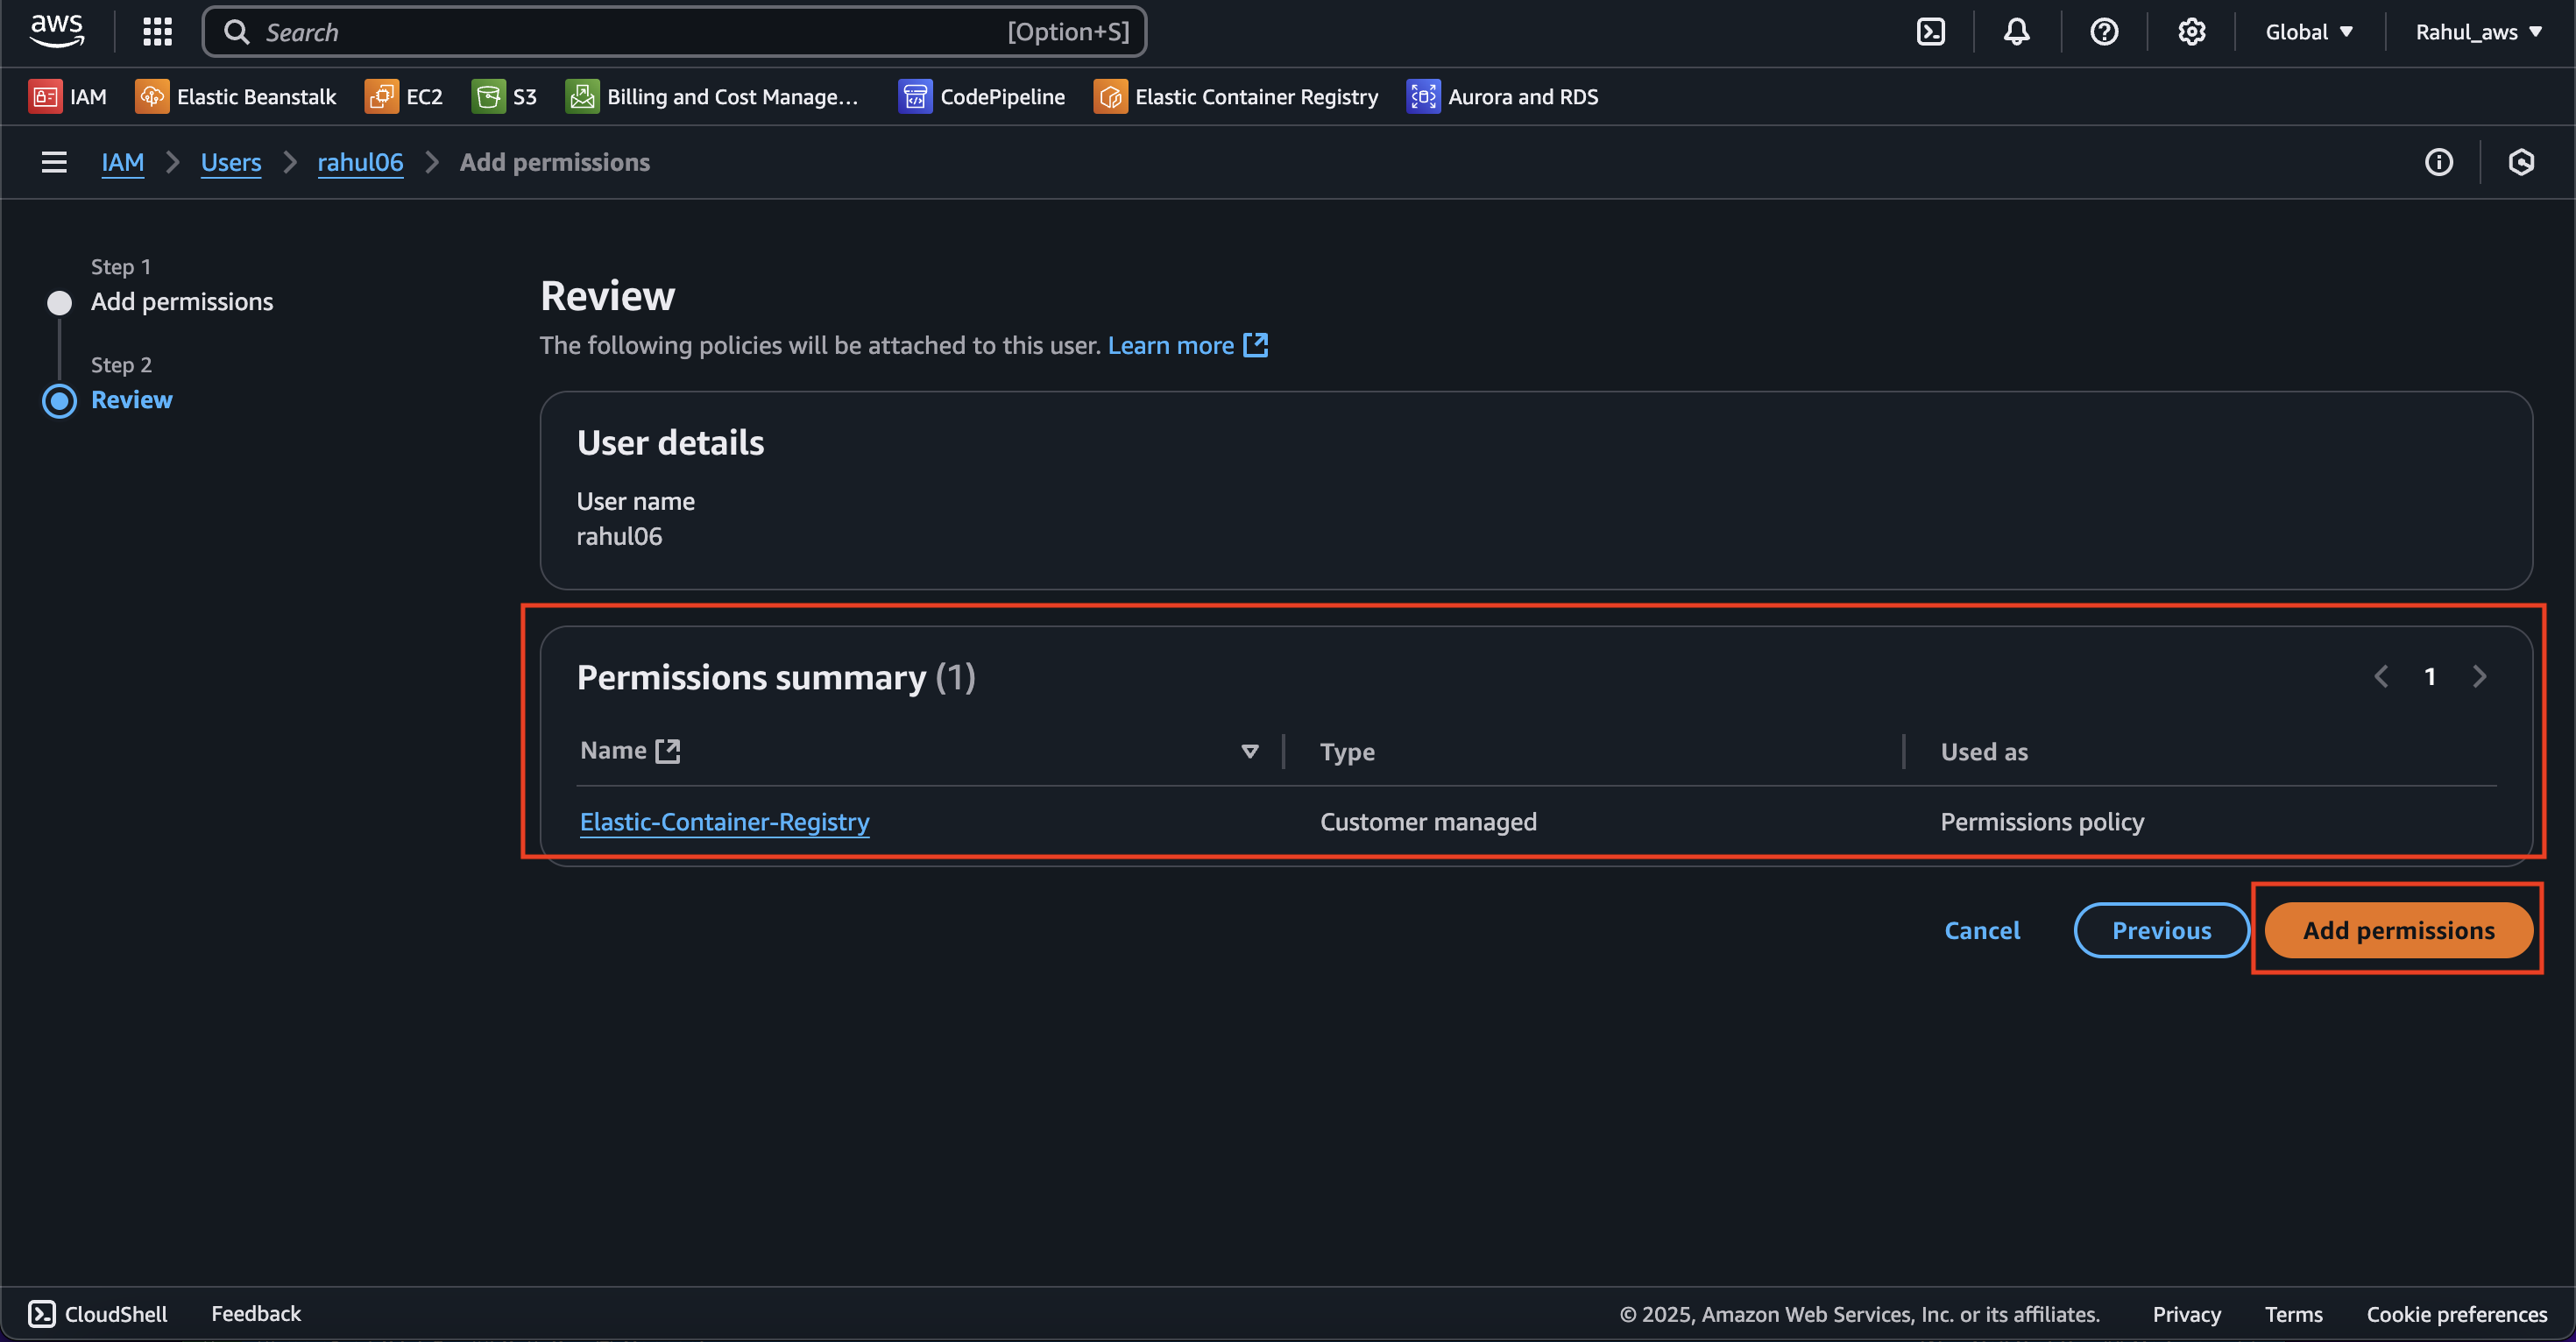 aws
Search [Option+S] Global Rahul_aws
IAM Elastic Beanstalk EC2 S3 Billing and Cost Manage... CodePipeline Elastic Container Registry Aurora and RDS
IAM Users rahul06 Add permissions
Step 1
Add permissions
Step 2
Review
Review
The following policies will be attached to this user. Learn more
User details
User name
rahul06
Permissions summary (1) 1
Name Type Used as
Elastic-Container-Registry Customer managed Permissions policy
Cancel Previous Add permissions
CloudShell Feedback © 2025, Amazon Web Services, Inc. or its affiliates. Privacy Terms Cookie preferences